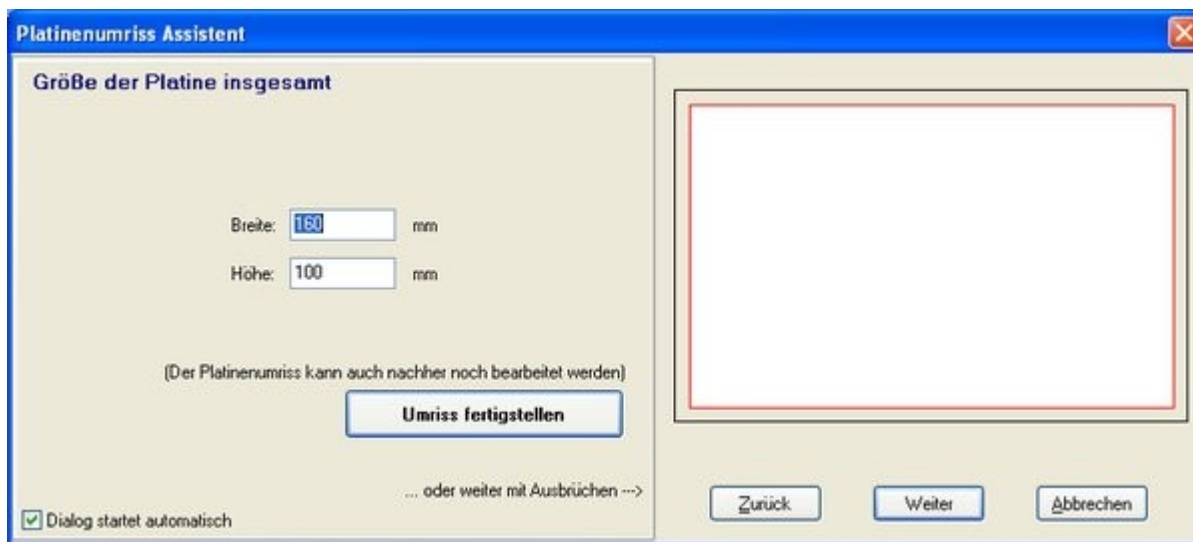 Platinenumriss Assistent
Größe der Platine insgesamt
Breite: 160 mm
Höhe: 100 mm
(Der Platinenumriss kann auch nachher noch bearbeitet werden)
Umriss fertigstellen
... oder weiter mit Ausbrüchen --->
Dialog startet automatisch
Zurück Weiter Abbrechen